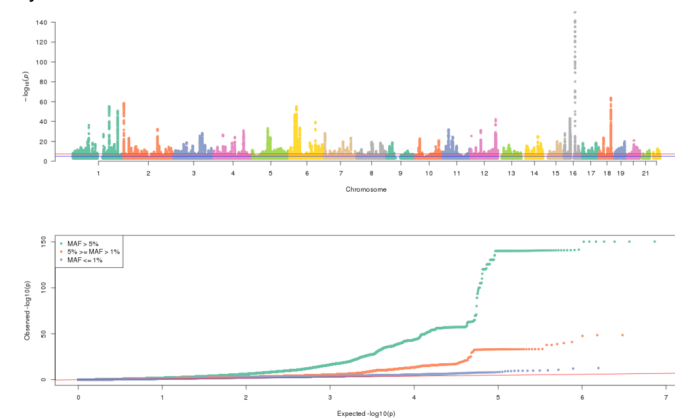 140
120
100
80
60
40
20
0
−log₁₀(p)
1 2 3 4 5 6 7 8 9 10 11 12 13 14 15 16 17 18 19 21
Chromosome
MAF > 5%
5% >= MAF > 1%
MAF <= 1%
150
100
50
0
Observed -log10(p)
0 1 2 3 4 5 6 7
Expected -log10(p)